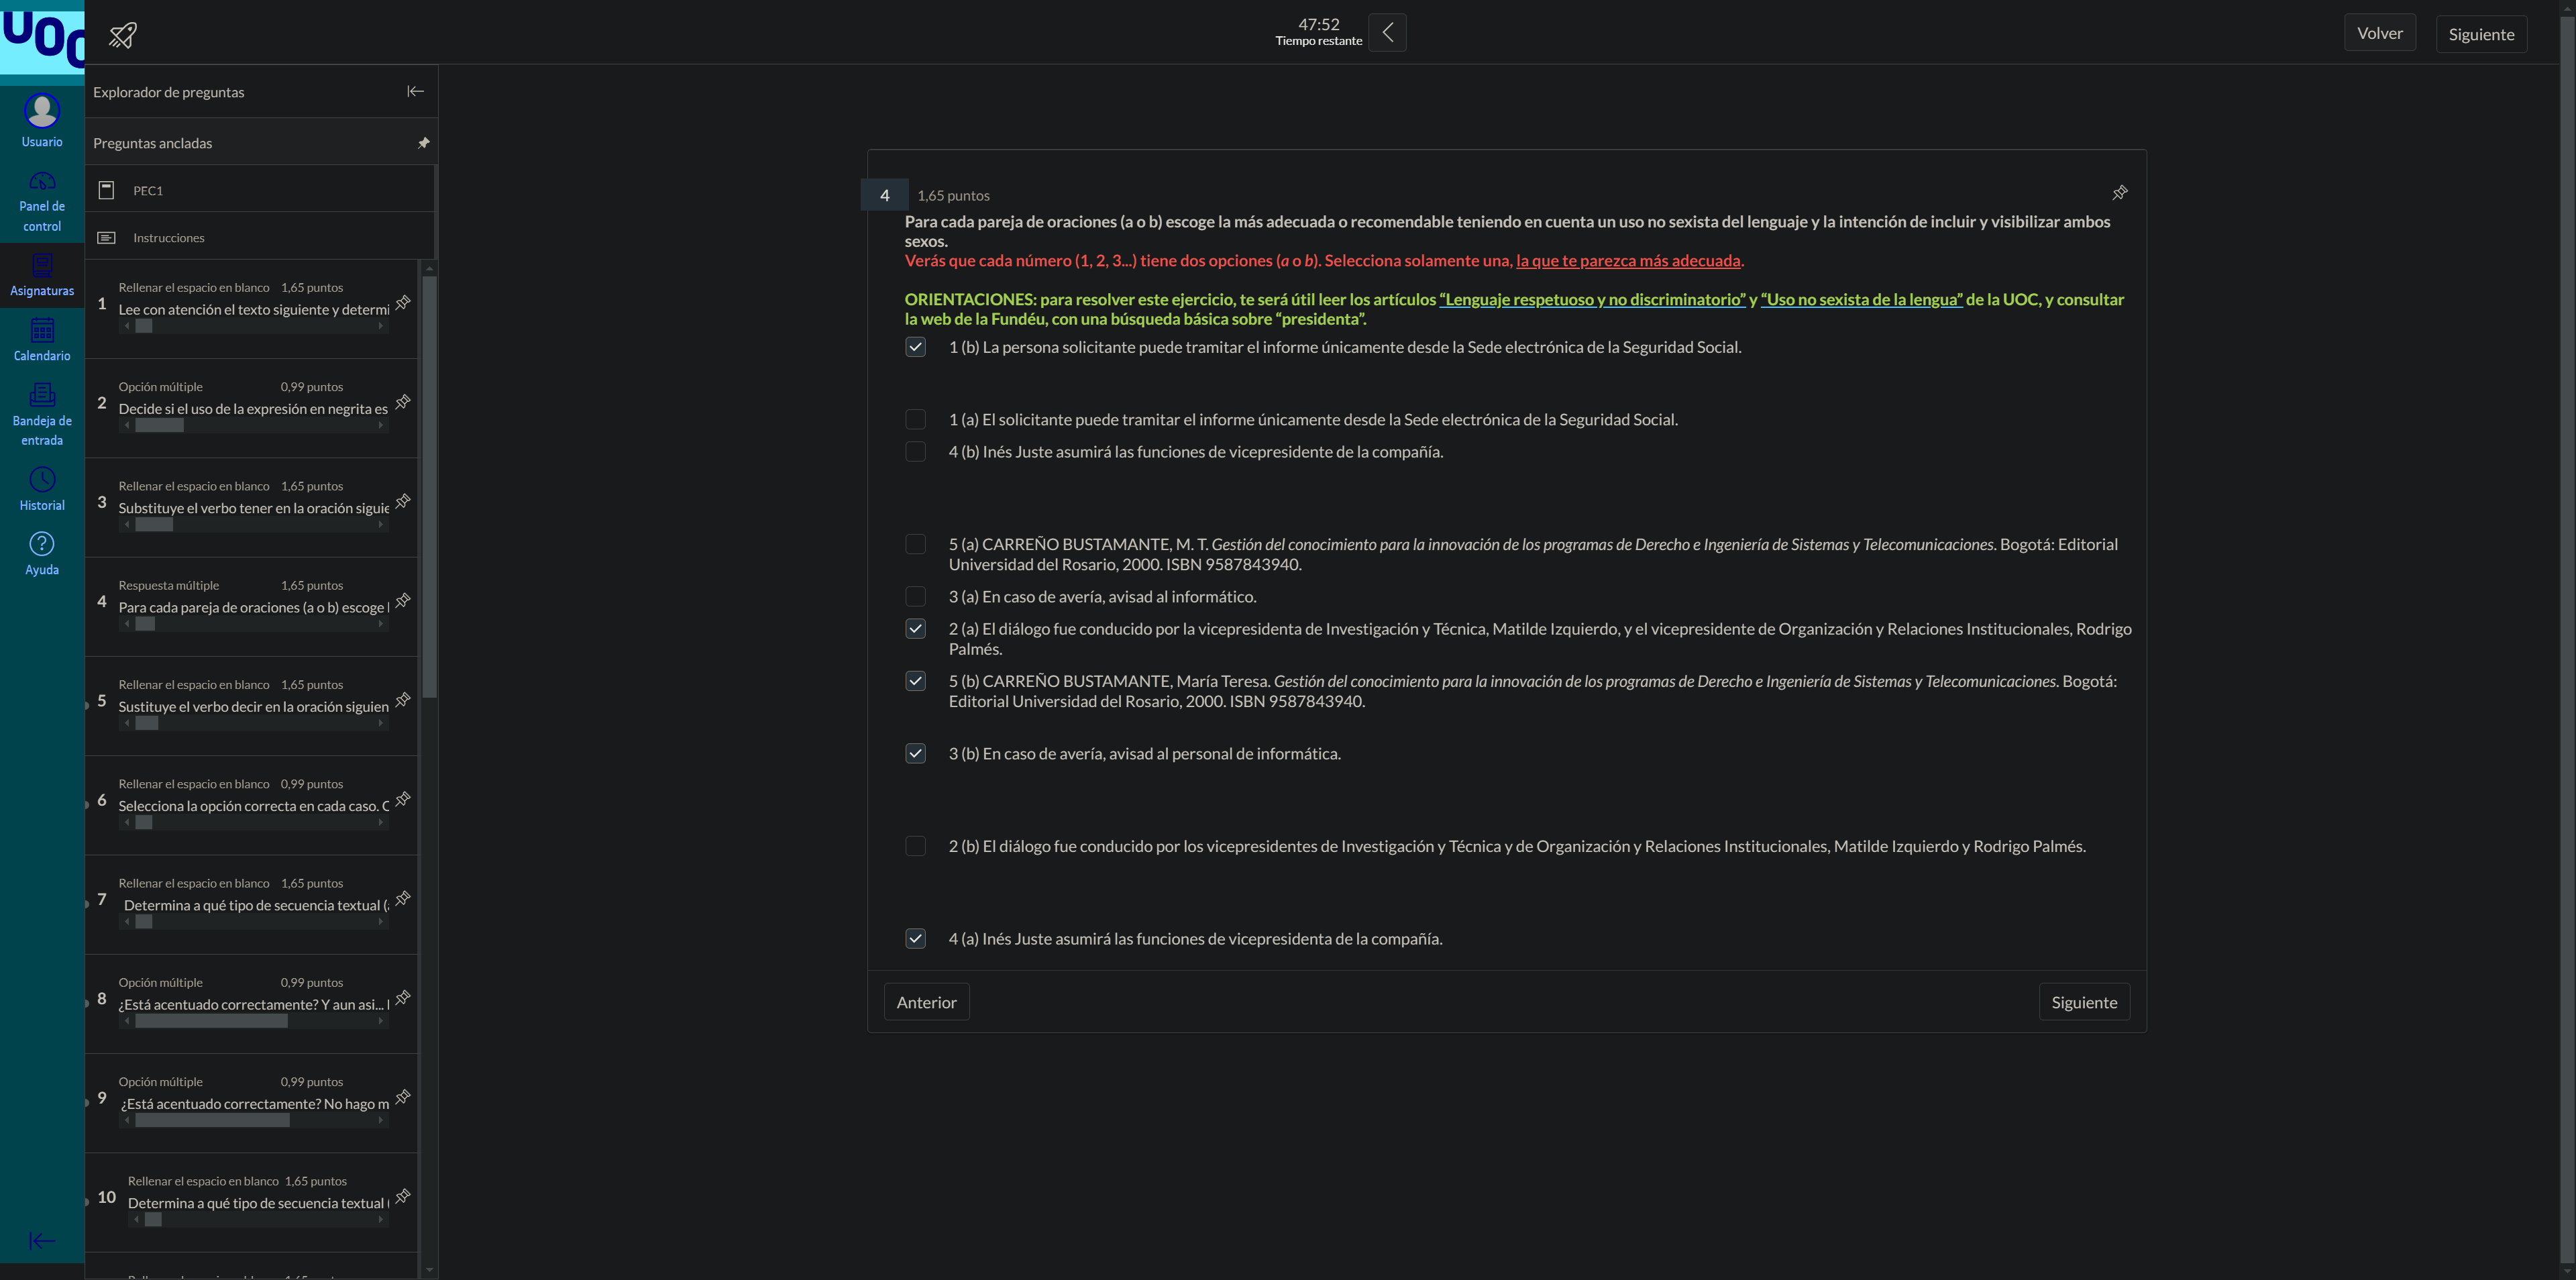 UOC
47:52
Tiempo restante
Volver
Siguiente
Usuario
Panel de
control
Asignaturas
Calendario
Bandeja de
entrada
Historial
Ayuda
Explorador de preguntas
Preguntas ancladas
PEC1
Instrucciones
Rellenar el espacio en blanco 1,65 puntos
1 Lee con atención el texto siguiente y determi
Opción múltiple 0,99 puntos
2 Decide si el uso de la expresión en negrita es
Rellenar el espacio en blanco 1,65 puntos
3 Substituye el verbo tener en la oración siguie
Respuesta múltiple 1,65 puntos
4 Para cada pareja de oraciones (a o b) escoge l
Rellenar el espacio en blanco 1,65 puntos
5 Sustituye el verbo decir en la oración siguien
Rellenar el espacio en blanco 0,99 puntos
6 Selecciona la opción correcta en cada caso. C
Rellenar el espacio en blanco 1,65 puntos
7 Determina a qué tipo de secuencia textual (
Opción múltiple 0,99 puntos
8 ¿Está acentuado correctamente? Y aun asi...
Opción múltiple 0,99 puntos
9 ¿Está acentuado correctamente? No hago m
Rellenar el espacio en blanco 1,65 puntos
10 Determina a qué tipo de secuencia textual (
4 1,65 puntos
Para cada pareja de oraciones (a o b) escoge la más adecuada o recomendable teniendo en cuenta un uso no sexista del lenguaje y la intención de incluir y visibilizar ambos
sexos.
Verás que cada número (1, 2, 3...) tiene dos opciones (a o b). Selecciona solamente una, la que te parezca más adecuada.
ORIENTACIONES: para resolver este ejercicio, te será útil leer los artículos “Lenguaje respetuoso y no discriminatorio” y “Uso no sexista de la lengua” de la UOC, y consultar
la web de la Fundéu, con una búsqueda básica sobre “presidenta”.
1 (b) La persona solicitante puede tramitar el informe únicamente desde la Sede electrónica de la Seguridad Social.
1 (a) El solicitante puede tramitar el informe únicamente desde la Sede electrónica de la Seguridad Social.
4 (b) Inés Juste asumirá las funciones de vicepresidente de la compañía.
5 (a) CARREÑO BUSTAMANTE, M. T. Gestión del conocimiento para la innovación de los programas de Derecho e Ingeniería de Sistemas y Telecomunicaciones. Bogotá: Editorial
Universidad del Rosario, 2000. ISBN 9587843940.
3 (a) En caso de avería, avisad al informático.
2 (a) El diálogo fue conducido por la vicepresidenta de Investigación y Técnica, Matilde Izquierdo, y el vicepresidente de Organización y Relaciones Institucionales, Rodrigo
Palmés.
5 (b) CARREÑO BUSTAMANTE, María Teresa. Gestión del conocimiento para la innovación de los programas de Derecho e Ingeniería de Sistemas y Telecomunicaciones. Bogotá:
Editorial Universidad del Rosario, 2000. ISBN 9587843940.
3 (b) En caso de avería, avisad al personal de informática.
2 (b) El diálogo fue conducido por los vicepresidentes de Investigación y Técnica y de Organización y Relaciones Institucionales, Matilde Izquierdo y Rodrigo Palmés.
4 (a) Inés Juste asumirá las funciones de vicepresidenta de la compañía.
Anterior
Siguiente